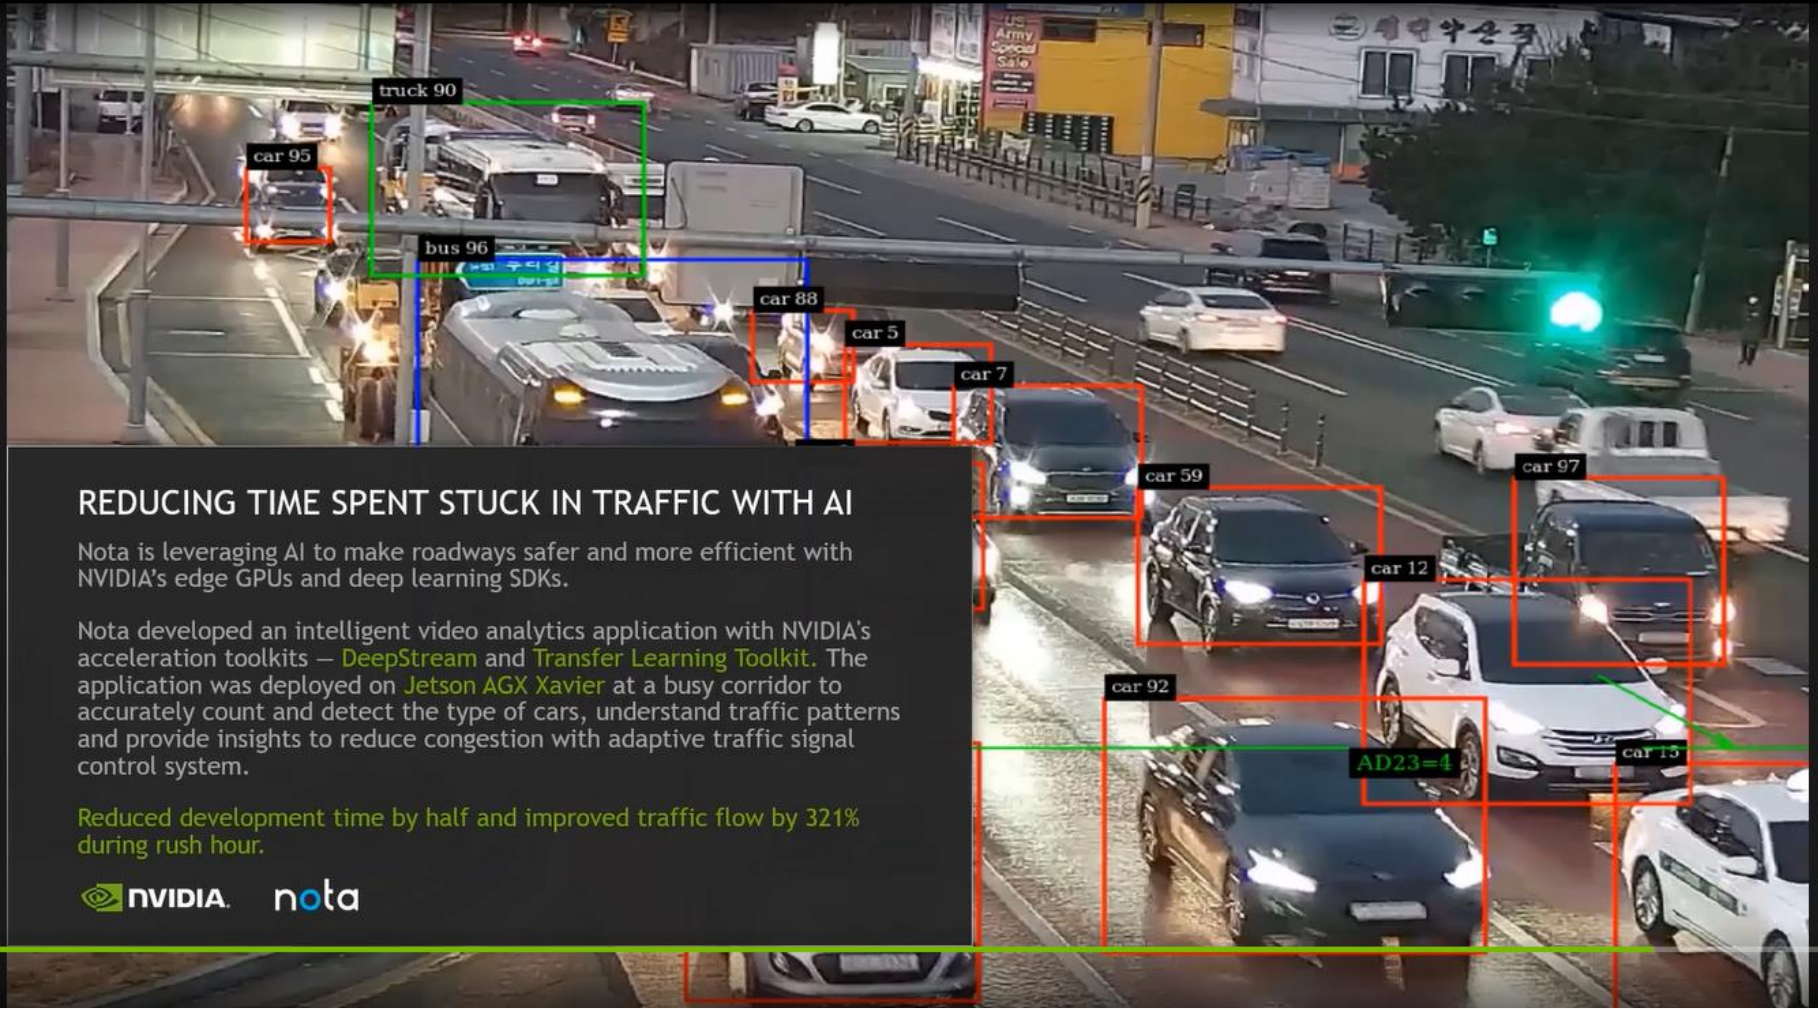 US
Army
Special
Sale
truck 90
car 95
bus 96
car 88
car 5
car 7
car 59
car 97
car 12
car 92
AD23=4
car 15
REDUCING TIME SPENT STUCK IN TRAFFIC WITH AI
Nota is leveraging AI to make roadways safer and more efficient with
NVIDIA's edge GPUs and deep learning SDKs.
Nota developed an intelligent video analytics application with NVIDIA's
acceleration toolkits — DeepStream and Transfer Learning Toolkit. The
application was deployed on Jetson AGX Xavier at a busy corridor to
accurately count and detect the type of cars, understand traffic patterns
and provide insights to reduce congestion with adaptive traffic signal
control system.
Reduced development time by half and improved traffic flow by 321%
during rush hour.
NVIDIA.
nota